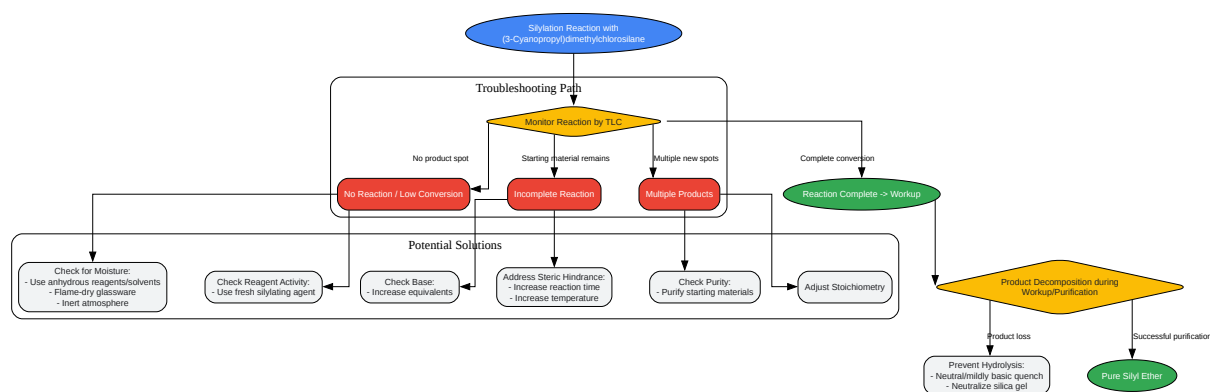 Silylation Reaction with
(3-Cyanopropyl)dimethylchlorosilane
Troubleshooting Path
Monitor Reaction by TLC
No product spot
Starting material remains
Multiple new spots
Complete conversion
No Reaction / Low Conversion
Incomplete Reaction
Multiple Products
Reaction Complete -> Workup
Potential Solutions
Check for Moisture:
- Use anhydrous reagents/solvents
- Flame-dry glassware
- Inert atmosphere
Check Reagent Activity:
- Use fresh silylating agent
Check Base:
- Increase equivalents
Address Steric Hindrance:
- Increase reaction time
- Increase temperature
Check Purity:
- Purify starting materials
Adjust Stoichiometry
Product Decomposition during
Workup/Purification
Product loss
Successful purification
Prevent Hydrolysis:
- Neutral/mildly basic quench
- Neutralize silica gel
Pure Silyl Ether